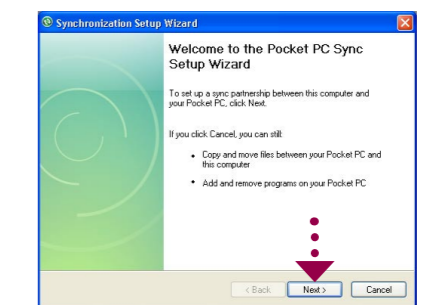 Synchronization Setup Wizard
Welcome to the Pocket PC Sync
Setup Wizard
To set up a sync partnership between this computer and
your Pocket PC, click Next.
If you click Cancel, you can still:
• Copy and move files between your Pocket PC and
this computer
• Add and remove programs on your Pocket PC
< Back Next > Cancel